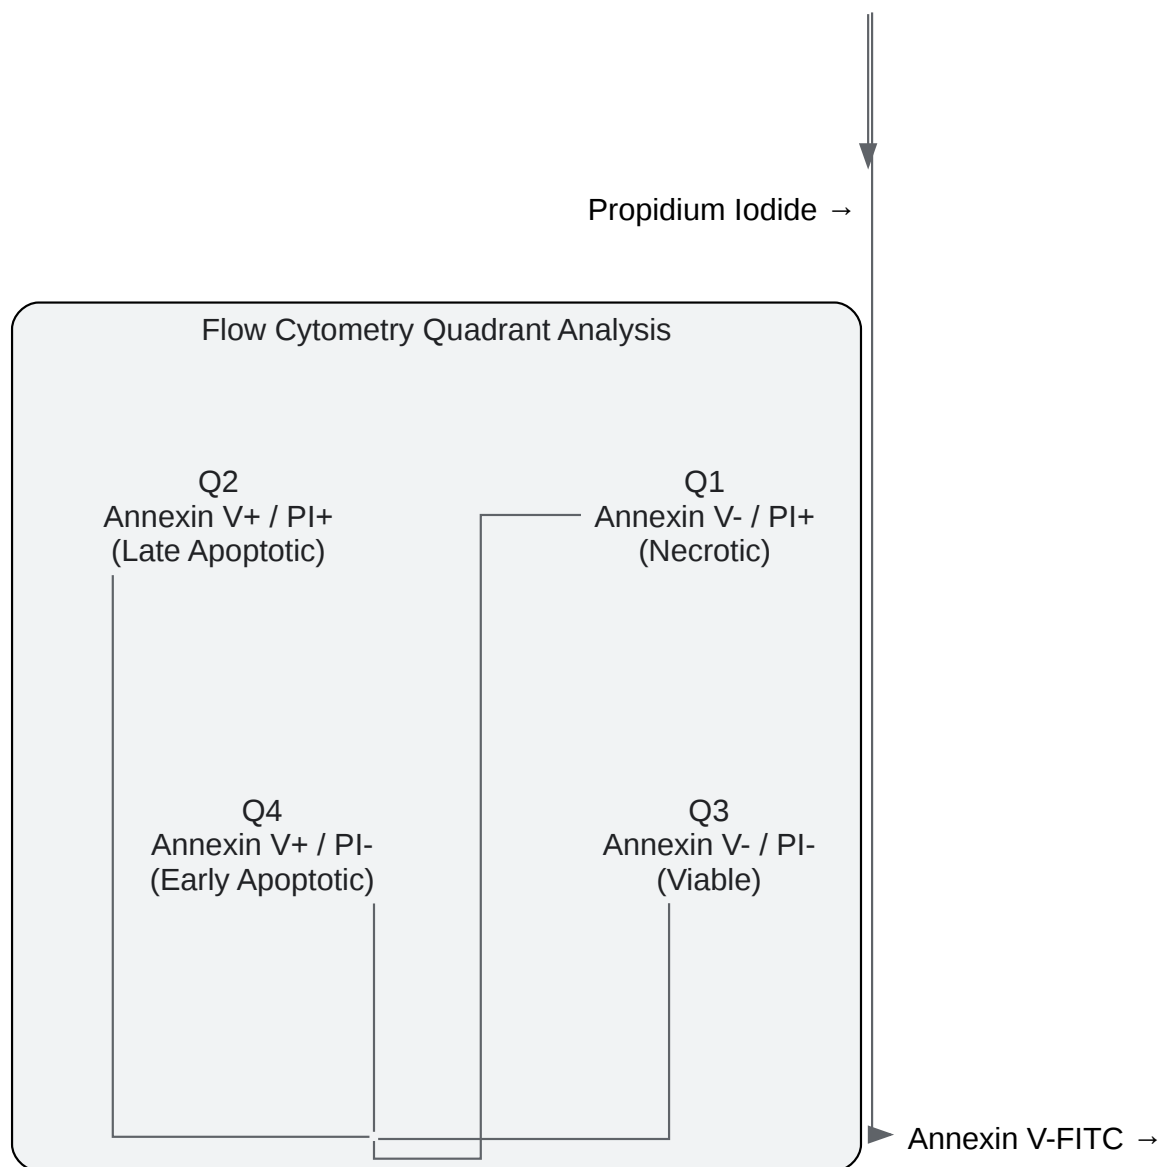 Propidium Iodide →
Flow Cytometry Quadrant Analysis
Q2
Annexin V+ / PI+
(Late Apoptotic)
Q1
Annexin V- / PI+
(Necrotic)
Q4
Annexin V+ / PI-
(Early Apoptotic)
Q3
Annexin V- / PI-
(Viable)
Annexin V-FITC →